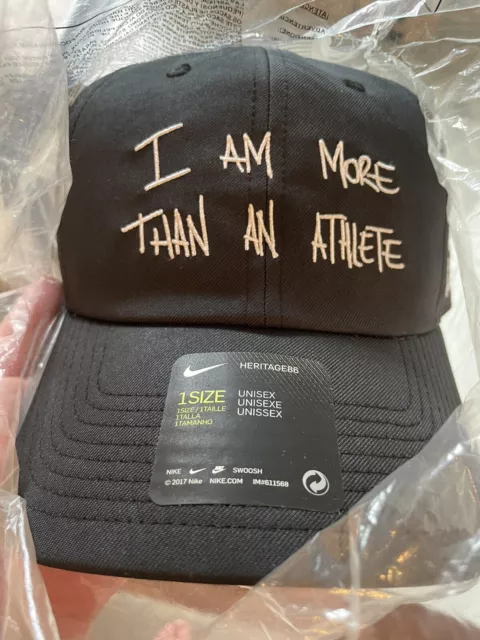 I AM MORE
THAN AN ATHLETE
HERITAGE86
1SIZE
1SIZE/1TAILLE
1TALLA
1TAMANHO
UNISEX
UNISEXE
UNISSEX
NIKE SWOOSH
© 2017 Nike NIKE.COM IM#611568